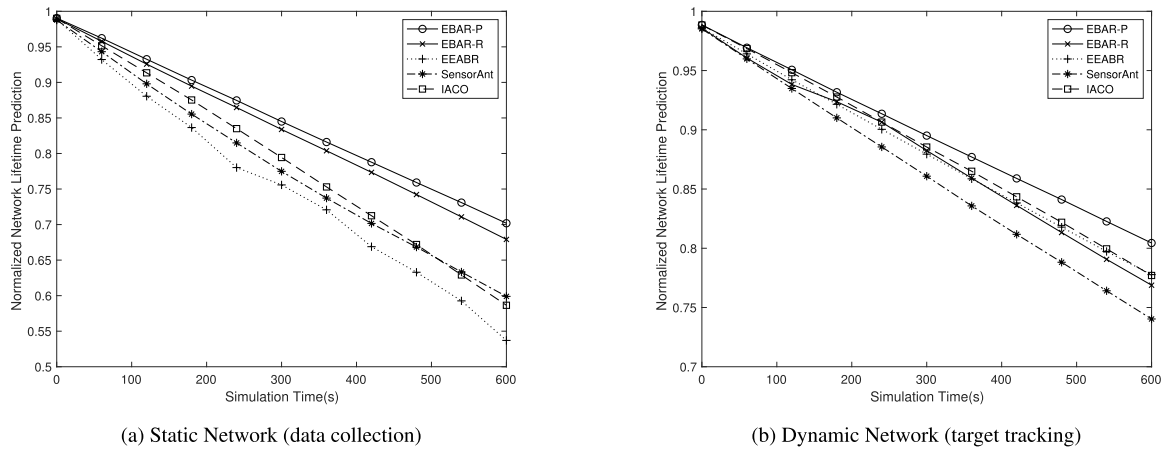 1
0.95
0.9
0.85
0.8
0.75
0.7
0.65
0.6
0.55
0.5
Normalized Network Lifetime Prediction
0 100 200 300 400 500 600
Simulation Time(s)
EBAR-P
EBAR-R
EEABR
SensorAnt
IACO
(a) Static Network (data collection)
1
0.95
0.9
0.85
0.8
0.75
0.7
Normalized Network Lifetime Prediction
0 100 200 300 400 500 600
Simulation Time(s)
EBAR-P
EBAR-R
EEABR
SensorAnt
IACO
(b) Dynamic Network (target tracking)